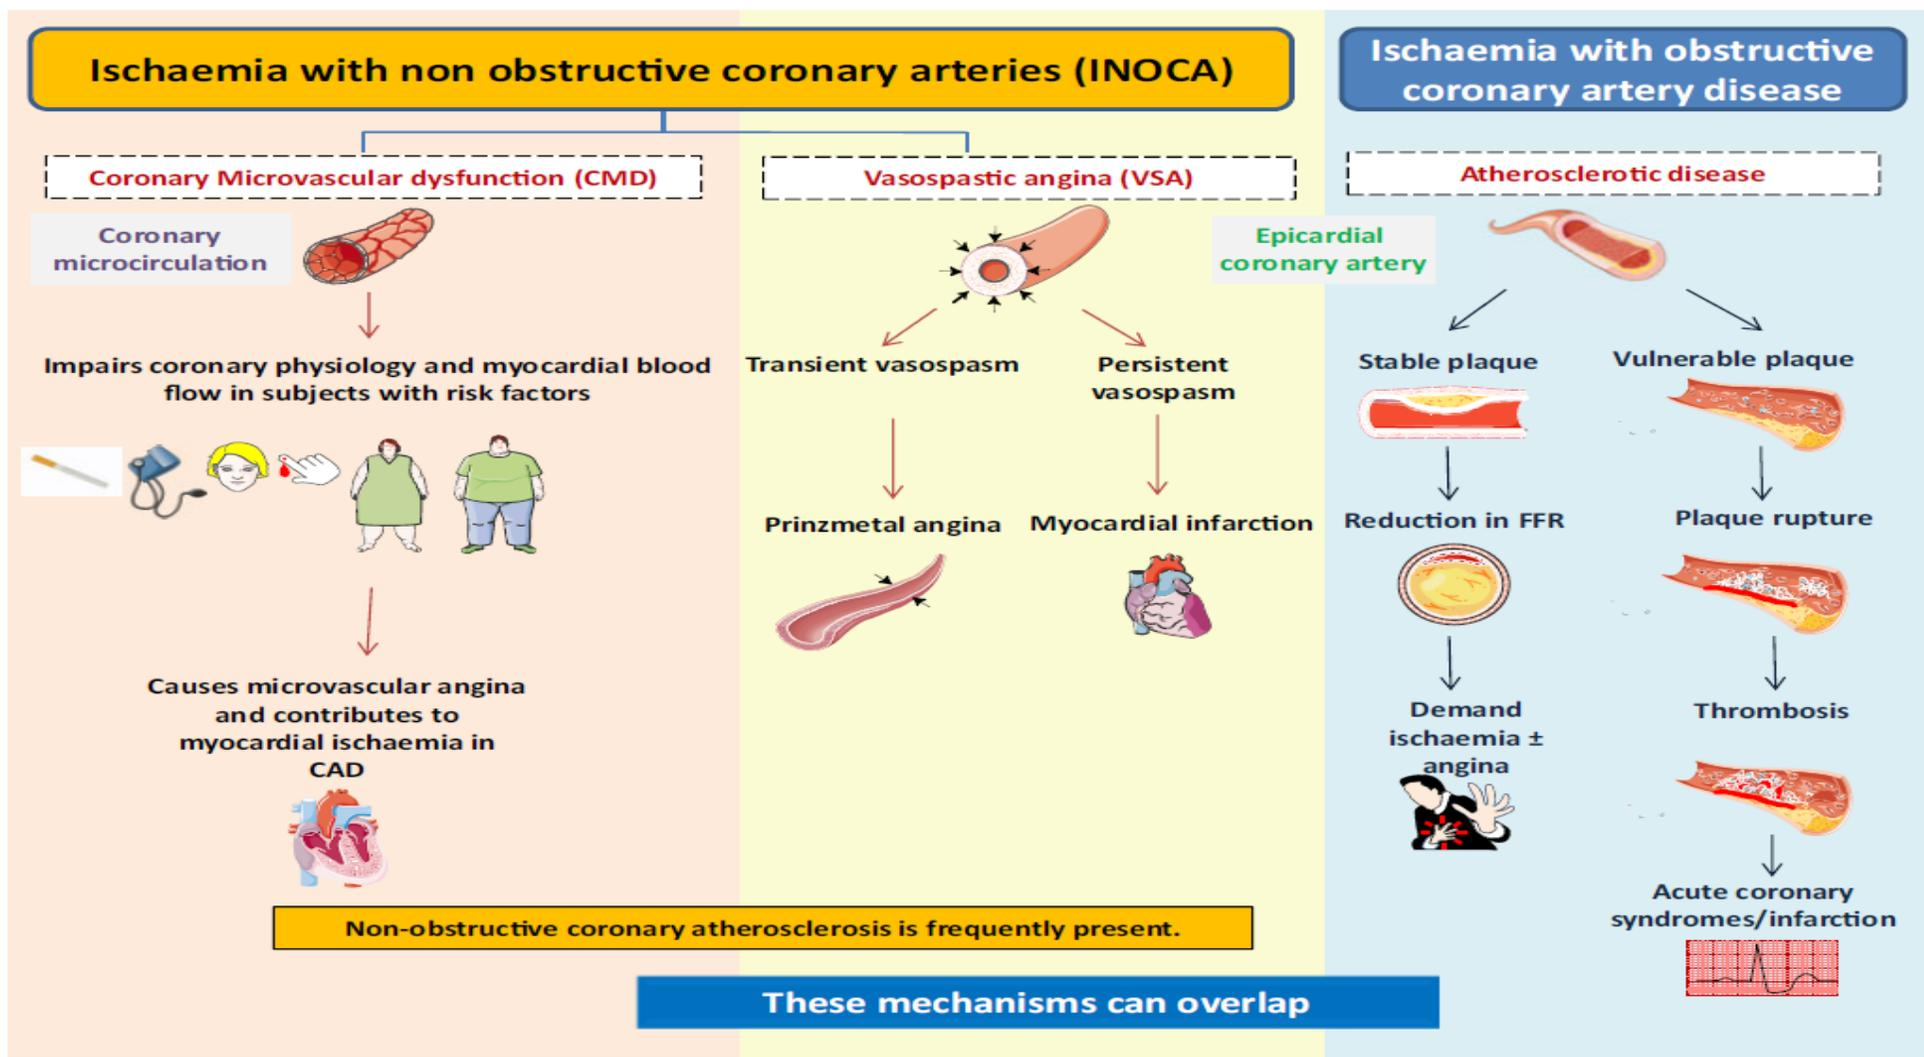 Ischaemia with non obstructive coronary arteries (INOCA)
Coronary Microvascular dysfunction (CMD)
Coronary
microcirculation
Impairs coronary physiology and myocardial blood
flow in subjects with risk factors
Causes microvascular angina
and contributes to
myocardial ischaemia in
CAD
Vasospastic angina (VSA)
Transient vasospasm
Prinzmetal angina
Persistent
vasospasm
Myocardial infarction
Epicardial
coronary artery
Ischaemia with obstructive
coronary artery disease
Atherosclerotic disease
Stable plaque
Reduction in FFR
Demand
ischaemia ±
angina
Vulnerable plaque
Plaque rupture
Thrombosis
Acute coronary
syndromes/infarction
Non-obstructive coronary atherosclerosis is frequently present.
These mechanisms can overlap